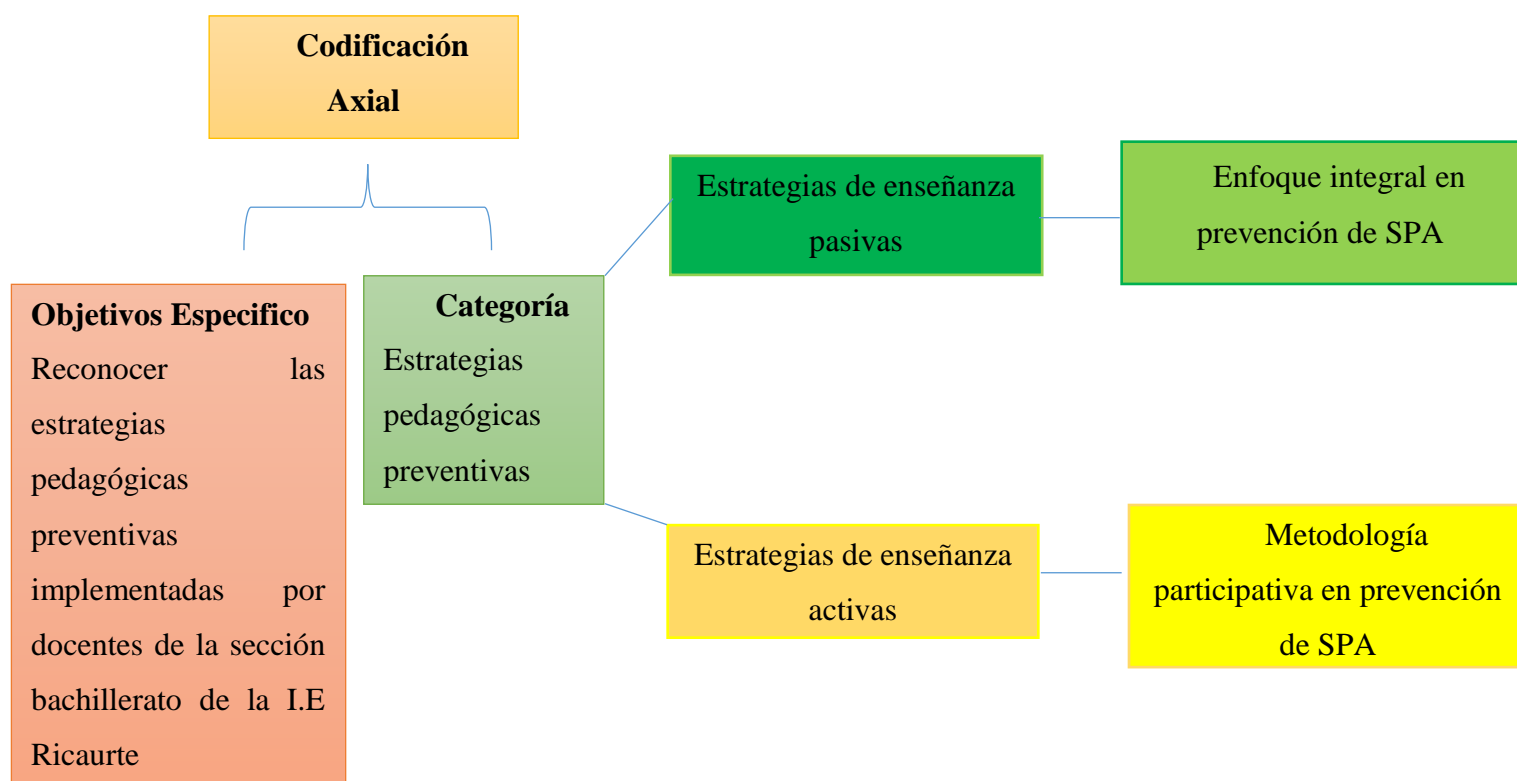 Codificación
Axial
Objetivos Especifico
Reconocer las
estrategias
pedagógicas
preventivas
implementadas por
docentes de la sección
bachillerato de la I.E
Ricaurte
Categoría
Estrategias
pedagógicas
preventivas
Estrategias de enseñanza
pasivas
Enfoque integral en
prevención de SPA
Estrategias de enseñanza
activas
Metodología
participativa en prevención
de SPA